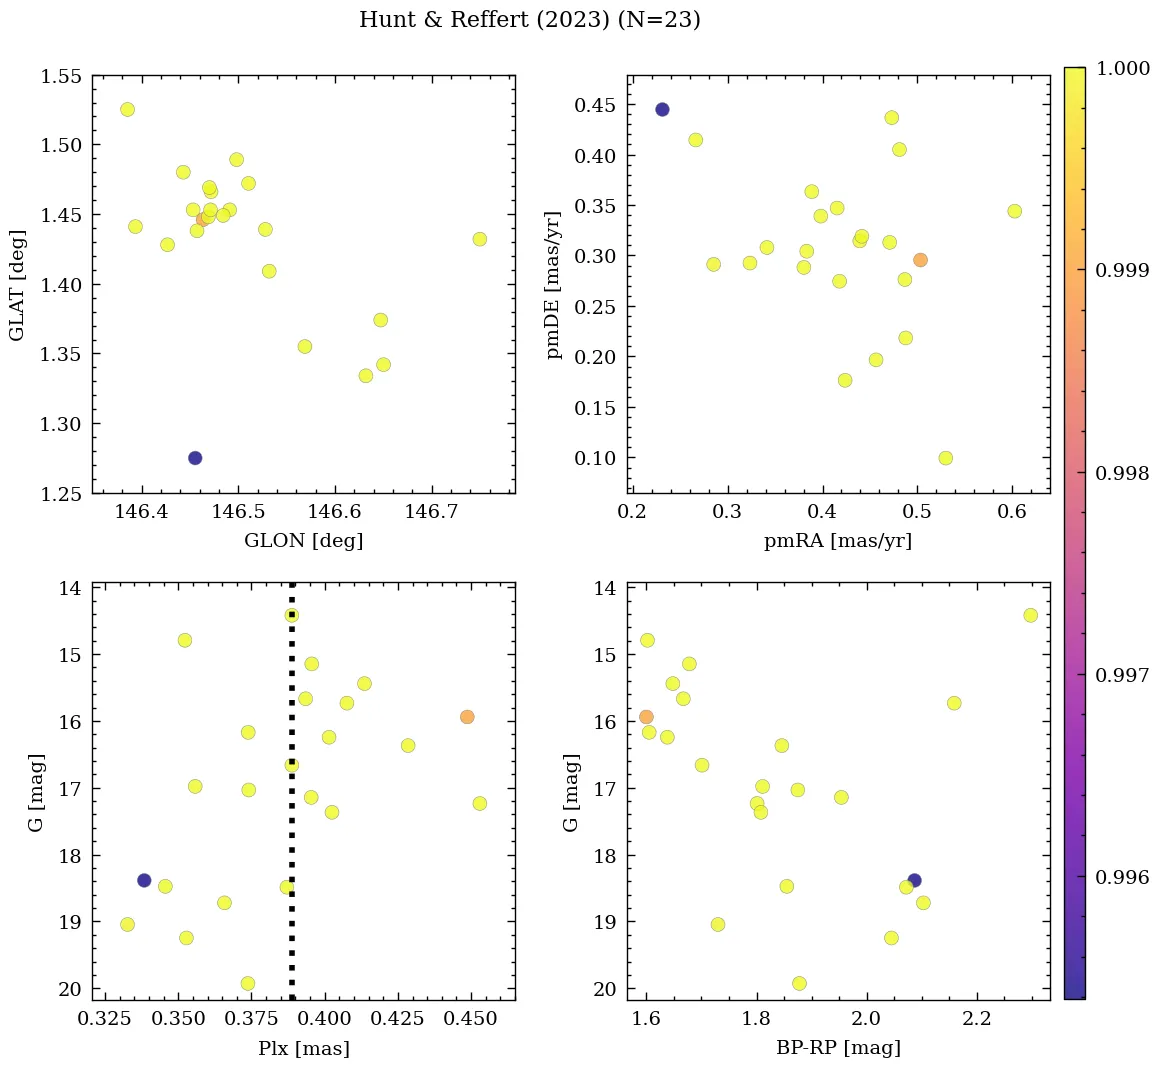 Hunt & Reffert (2023) (N=23)
1.55
1.50
1.45
1.40
1.35
1.30
1.25
GLAT [deg]
146.4 146.5 146.6 146.7
GLON [deg]
0.45
0.40
0.35
0.30
0.25
0.20
0.15
0.10
pmDE [mas/yr]
0.2 0.3 0.4 0.5 0.6
pmRA [mas/yr]
14
15
16
17
18
19
20
G [mag]
0.325 0.350 0.375 0.400 0.425 0.450
Plx [mas]
14
15
16
17
18
19
20
G [mag]
1.6 1.8 2.0 2.2
BP-RP [mag]
1.000
0.999
0.998
0.997
0.996